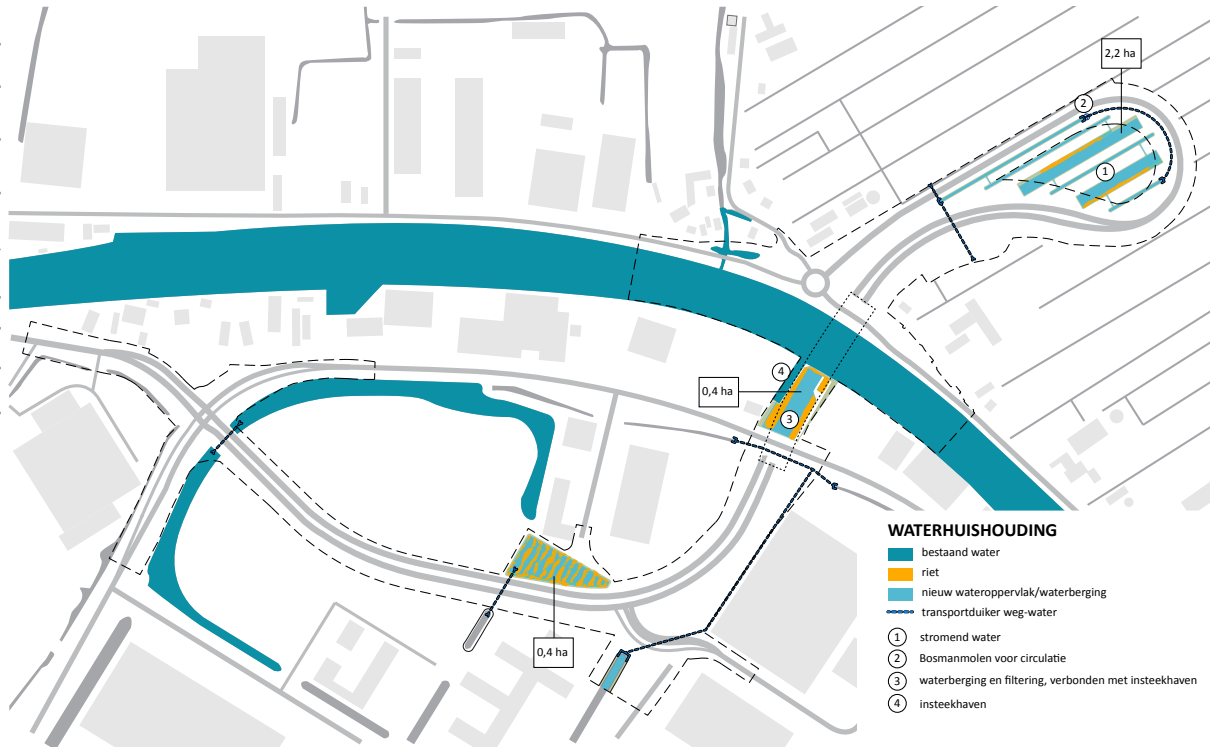 2,2 ha
2
1
4
0,4 ha
3
0,4 ha
WATERHUISHOUDING
bestaand water
riet
nieuw wateroppervlak/waterberging
transportduiker weg-water
1 stromend water
2 Bosmanmolen voor circulatie
3 waterberging en filtering, verbonden met insteekhaven
4 insteekhaven